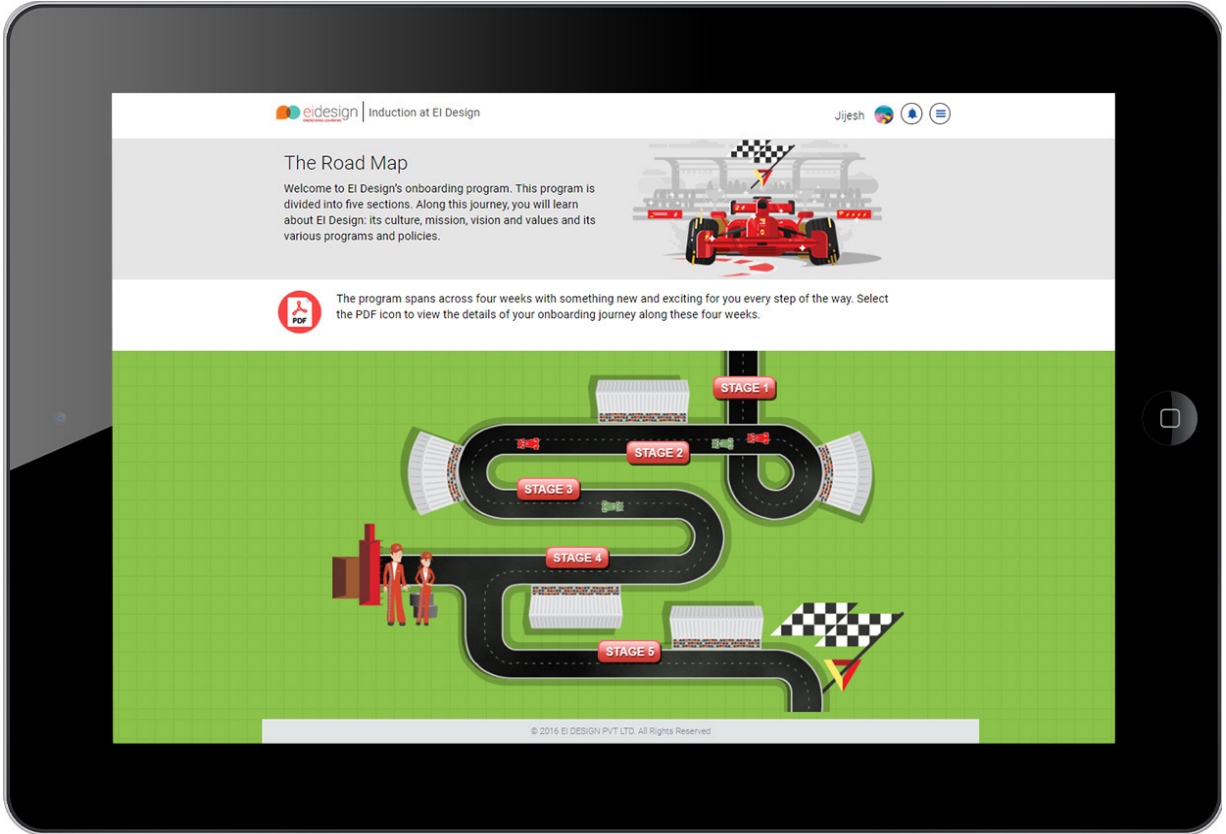 eidesign Induction at EI Design
Jijesh
The Road Map
Welcome to EI Design's onboarding program. This program is
divided into five sections. Along this journey, you will learn
about EI Design: its culture, mission, vision and values and its
various programs and policies.
PDF
The program spans across four weeks with something new and exciting for you every step of the way. Select
the PDF icon to view the details of your onboarding journey along these four weeks.
STAGE 1
STAGE 2
STAGE 3
STAGE 4
STAGE 5
© 2016 EI DESIGN PVT LTD. All Rights Reserved